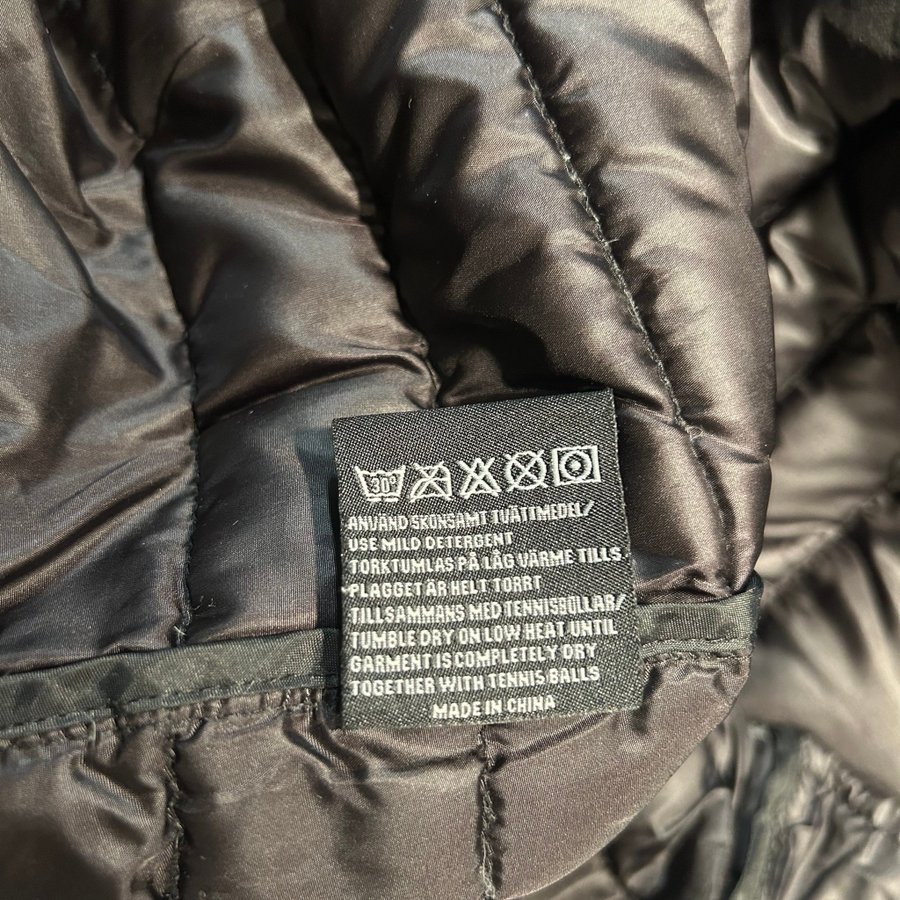 30°
ANVÄND SKONSAMT TVÄTTMEDEL/
USE MILD DETERGENT
TORKTUMLAS PÅ LÅG VÄRME TILLS
PLAGGET ÄR HELT TORRT
TILLSAMMANS MED TENNISBOLLAR/
TUMBLE DRY ON LOW HEAT UNTIL
GARMENT IS COMPLETELY DRY
TOGETHER WITH TENNIS BALLS
MADE IN CHINA